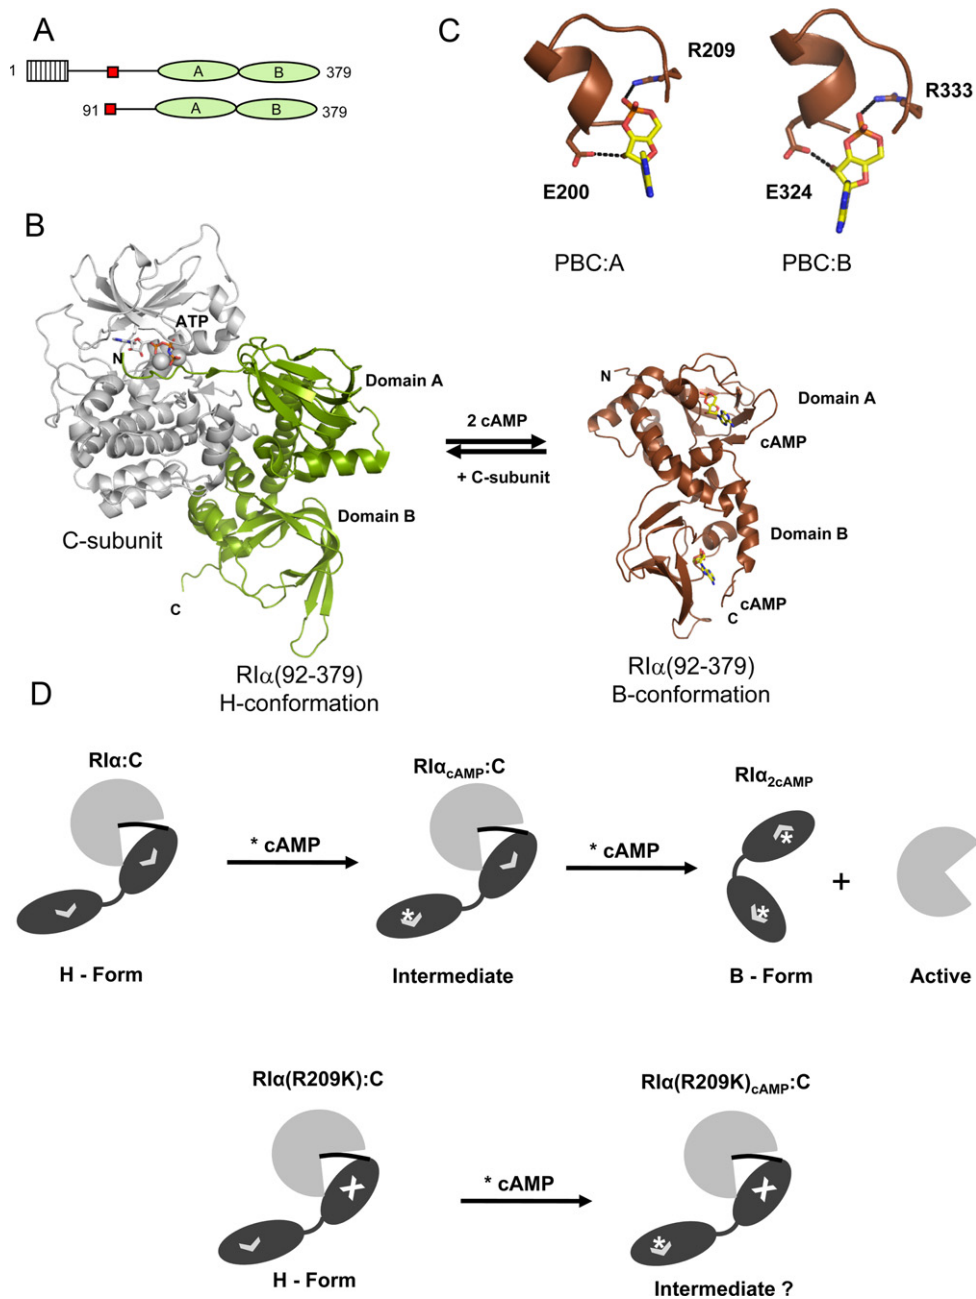 A
1
A
B
379
91
A
B
379
C
R209
R333
E200
E324
PBC:A
PBC:B
B
ATP
N
Domain A
Domain B
C-subunit
C
RIα(92-379)
H-conformation
2 cAMP
+ C-subunit
N
Domain A
cAMP
Domain B
cAMP
C
RIα(92-379)
B-conformation
D
RIα:C
* cAMP
RIαcAMP:C
* cAMP
RIα2cAMP
*
*
*
+
H - Form
Intermediate
B - Form
Active
RIα(R209K):C
* cAMP
RIα(R209K)cAMP:C
X
X
*
H - Form
Intermediate ?